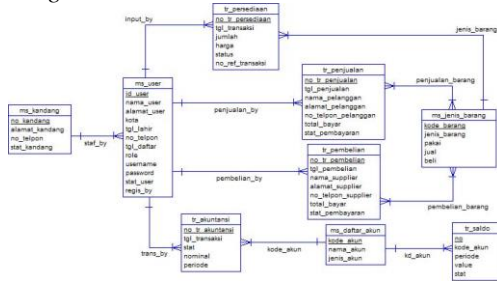 tr_persediaan
no_tr_persediaan
tgl_transaksi
jumlah
harga
status
no_ref_transaksi
input_by
jenis_barang
ms_user
id_user
nama_user
alamat_user
kota
tgl_lahir
no_telpon
tgl_daftar
role
username
password
stat_user
regis_by
ms_kandang
no_kandang
alamat_kandang
no_telpon
stat_kandang
staf_by
penjualan_by
tr_penjualan
no_tr_penjualan
tgl_penjualan
nama_pelanggan
alamat_pelanggan
no_telpon_pelanggan
total_bayar
stat_pembayaran
penjualan_barang
ms_jenis_barang
kode_barang
jenis_barang
pakai
jual
beli
pembelian_by
tr_pembelian
no_tr_pembelian
tgl_pembelian
nama_supplier
alamat_supplier
no_telpon_supplier
total_bayar
stat_pembayaran
pembelian_barang
trans_by
tr_akuntansi
no_tr_akuntansi
tgl_transaksi
stat
nominal
periode
kode_akun
ms_daftar_akun
kode_akun
nama_akun
jenis_akun
kd_akun
tr_saldo
no
kode_akun
periode
value
stat